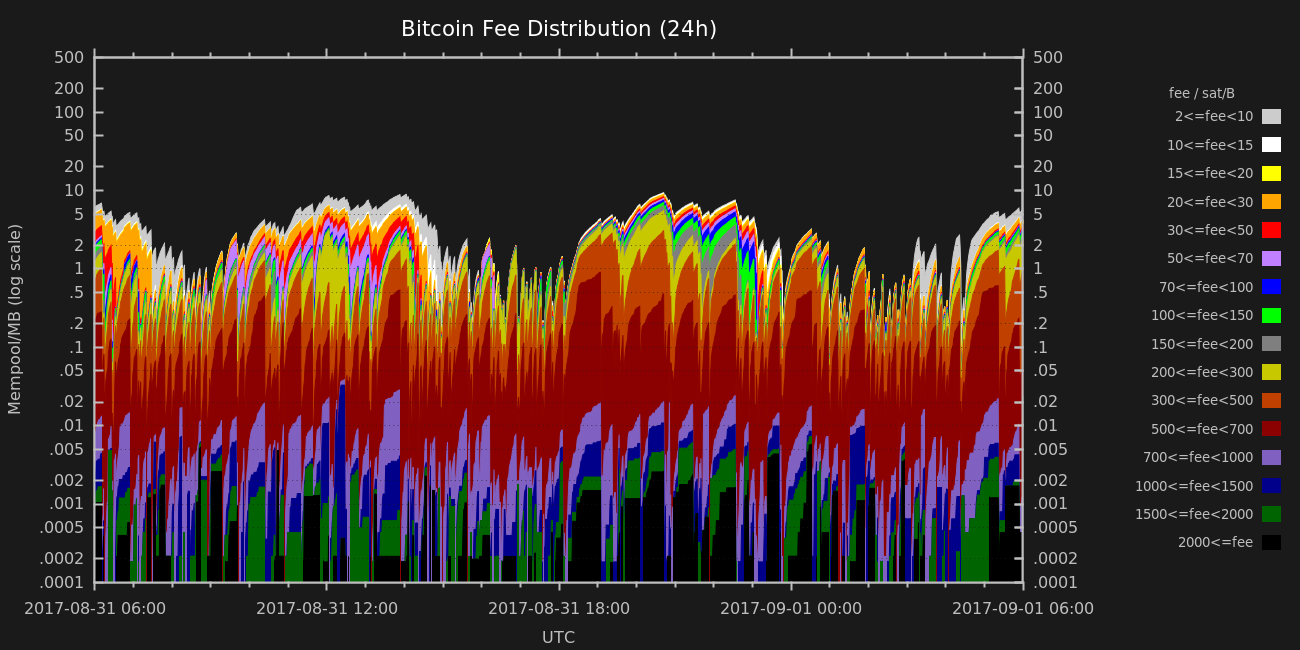 Bitcoin Fee Distribution (24h)
500
200
100
50
20
10
5
2
1
.5
.2
.1
.05
.02
.01
.005
.002
.001
.0005
.0002
.0001
Mempool/MB (log scale)
500
200
100
50
20
10
5
2
1
.5
.2
.1
.05
.02
.01
.005
.002
.001
.0005
.0002
.0001
2017-08-31 06:00
2017-08-31 12:00
2017-08-31 18:00
2017-09-01 00:00
2017-09-01 06:00
UTC
fee / sat/B
2<=fee<10
10<=fee<15
15<=fee<20
20<=fee<30
30<=fee<50
50<=fee<70
70<=fee<100
100<=fee<150
150<=fee<200
200<=fee<300
300<=fee<500
500<=fee<700
700<=fee<1000
1000<=fee<1500
1500<=fee<2000
2000<=fee